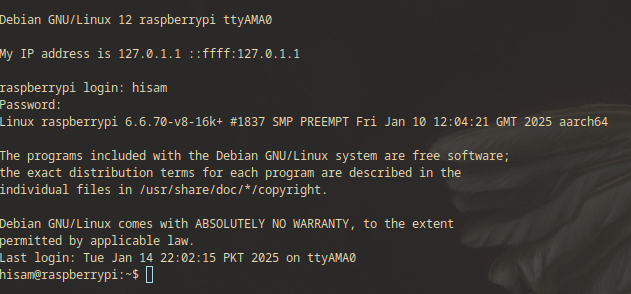 Debian GNU/Linux 12 raspberrypi ttyAMA0
My IP address is 127.0.1.1 ::ffff:127.0.1.1
raspberrypi login: hisam
Password:
Linux raspberrypi 6.6.70-v8-16k+ #1837 SMP PREEMPT Fri Jan 10 12:04:21 GMT 2025 aarch64
The programs included with the Debian GNU/Linux system are free software;
the exact distribution terms for each program are described in the
individual files in /usr/share/doc/*/copyright.
Debian GNU/Linux comes with ABSOLUTELY NO WARRANTY, to the extent
permitted by applicable law.
Last login: Tue Jan 14 22:02:15 PKT 2025 on ttyAMA0
hisam@raspberrypi:~$